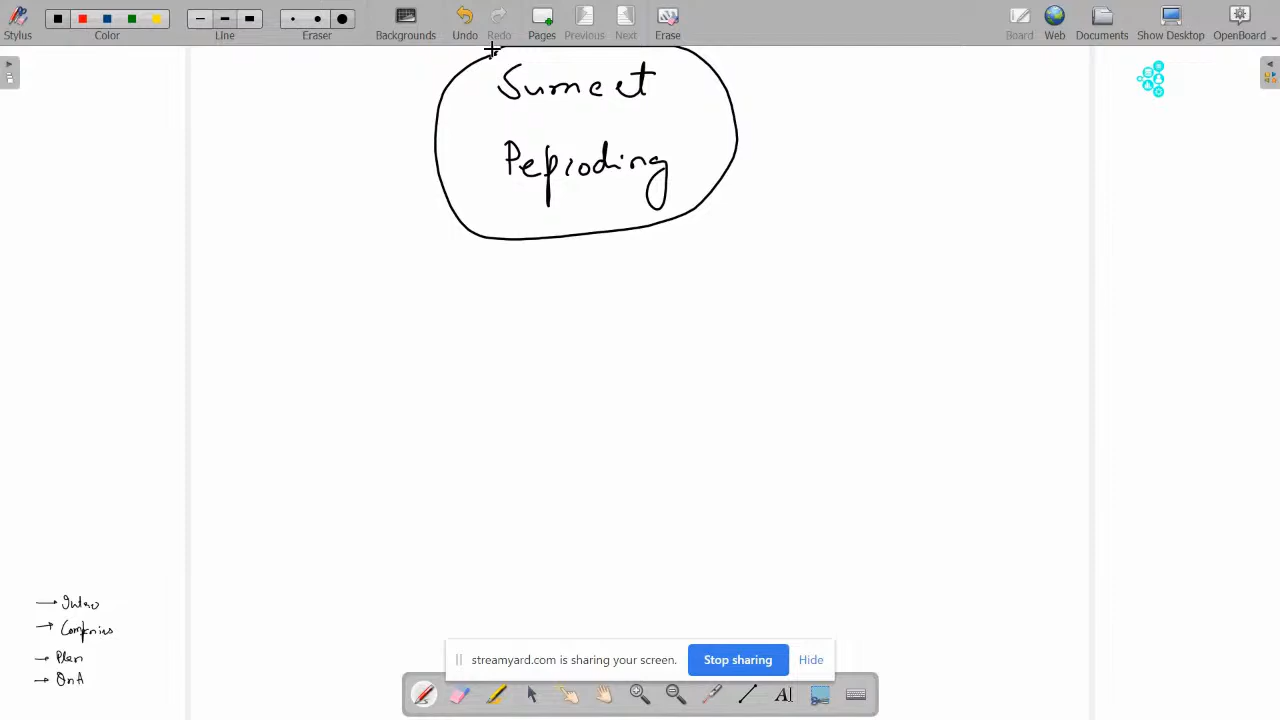 Stylus
Color
Line
Eraser
Backgrounds
Undo
Redo
Pages
Previous
Next
Erase
Board
Web
Documents
Show Desktop
OpenBoard
Sumeet
Pepcoding
→ Intro
→ Companies
→ Plan
→ QnA
streamyard.com is sharing your screen.
Stop sharing
Hide